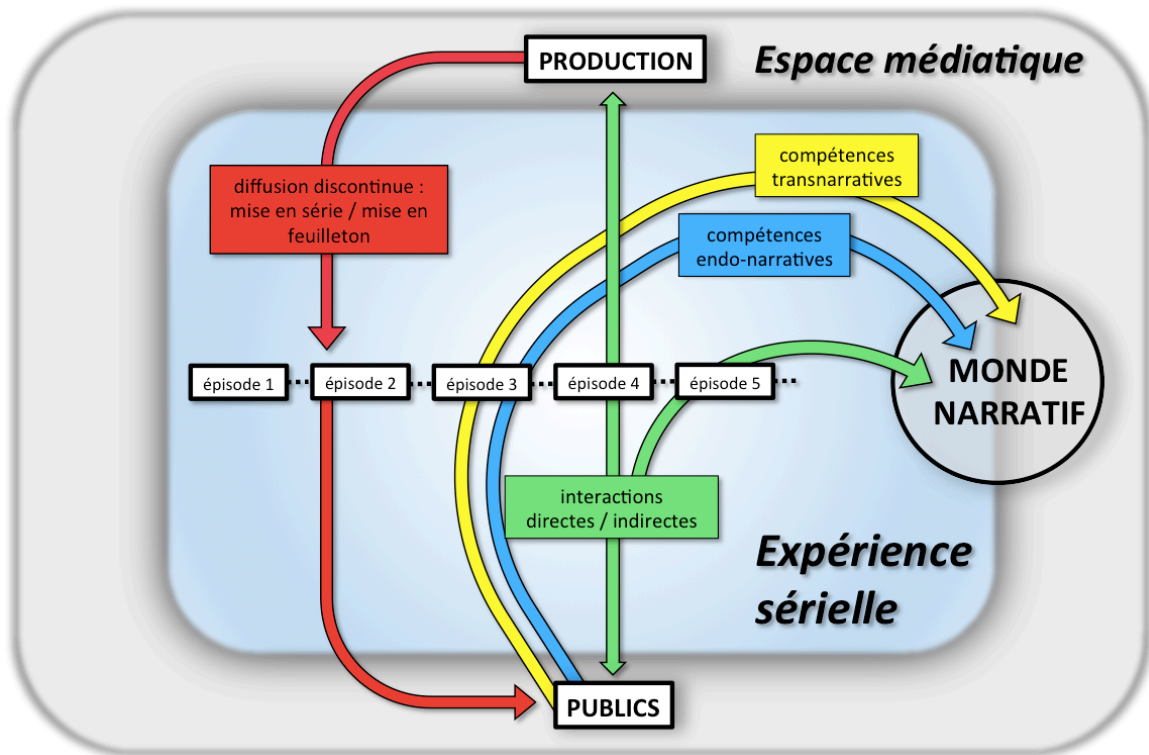 PRODUCTION
Espace médiatique
compétences
transnarratives
diffusion discontinue :
mise en série / mise en
feuilleton
compétences
endo-narratives
épisode 1
épisode 2
épisode 3
épisode 4
épisode 5
MONDE
NARRATIF
interactions
directes / indirectes
Expérience
sérielle
PUBLICS